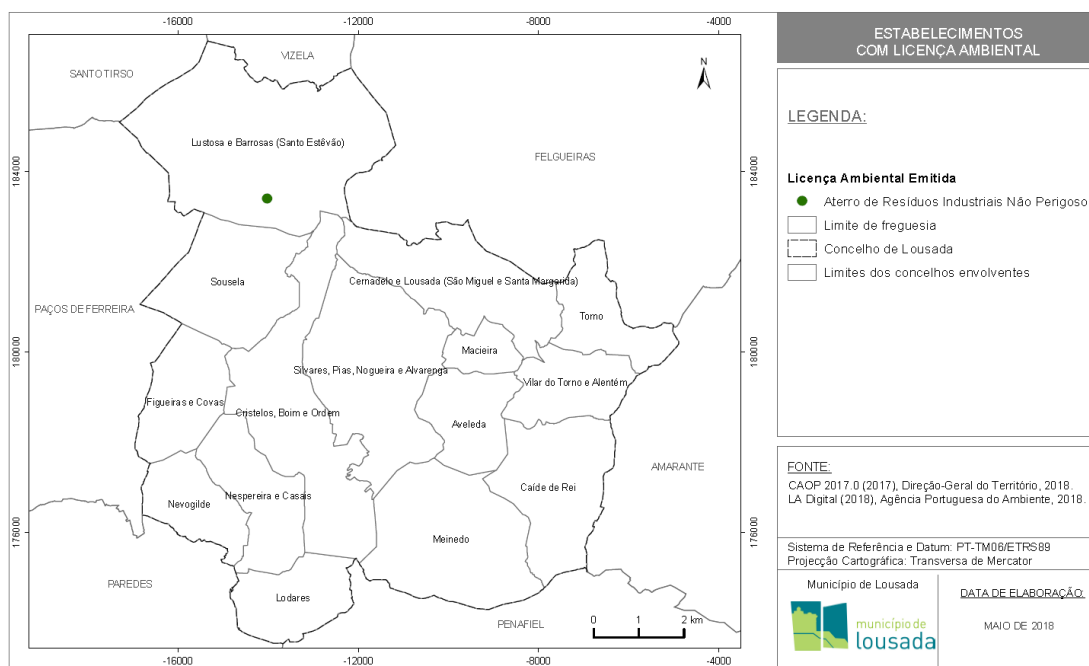 -16000
-12000
-8000
-4000
VIZELA
SANTO TIRSO
N
Lustosa e Barrosas (Santo Estêvão)
FELGUEIRAS
184000
184000
Sousela
Cernadelo e Lousada (São Miguel e Santa Margarida)
PAÇOS DE FERREIRA
Torno
Macieira
180000
180000
Silvares, Pias, Nogueira e Alvarenga
Vilar do Torno e Alentém
Figueiras e Covas
Cristelos, Boim e Ordem
Aveleda
AMARANTE
Caíde de Rei
Nespereira e Casais
Nevogilde
176000
176000
Meinedo
PAREDES
Lodares
PENAFIEL
0 1 2 km
-16000
-12000
-8000
-4000
ESTABELECIMENTOS
COM LICENÇA AMBIENTAL
LEGENDA:
Licença Ambiental Emitida
Aterro de Resíduos Industriais Não Perigoso
Limite de freguesia
Concelho de Lousada
Limites dos concelhos envolventes
FONTE:
CAOP 2017.0 (2017), Direção-Geral do Território, 2018.
LA Digital (2018), Agência Portuguesa do Ambiente, 2018.
Sistema de Referência e Datum: PT-TM06/ETRS89
Projecção Cartográfica: Transversa de Mercator
Município de Lousada
município de
lousada
DATA DE ELABORAÇÃO:
MAIO DE 2018